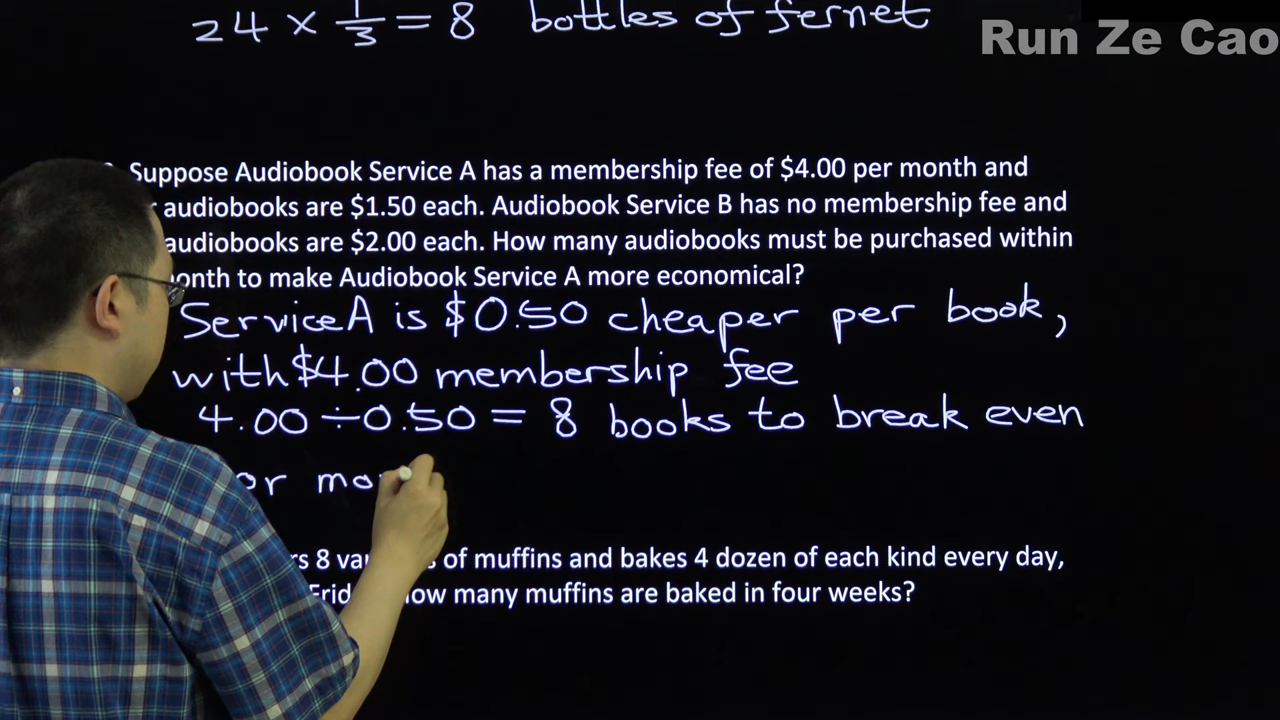 24 × 1/3 = 8 bottles of fernet
Run Ze Cao
Suppose Audiobook Service A has a membership fee of $4.00 per month and
audiobooks are $1.50 each. Audiobook Service B has no membership fee and
audiobooks are $2.00 each. How many audiobooks must be purchased within
onth to make Audiobook Service A more economical?
Service A is $0.50 cheaper per book,
with $4.00 membership fee
4.00 ÷ 0.50 = 8 books to break even
or mo
rs 8 va of muffins and bakes 4 dozen of each kind every day,
Frid ow many muffins are baked in four weeks?